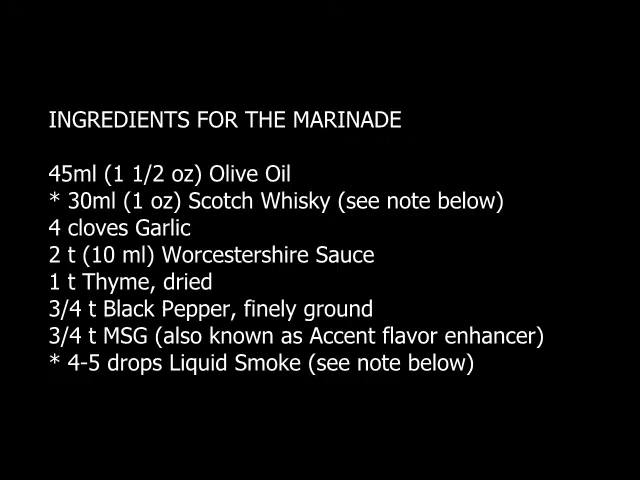 INGREDIENTS FOR THE MARINADE
45ml (1 1/2 oz) Olive Oil
* 30ml (1 oz) Scotch Whisky (see note below)
4 cloves Garlic
2 t (10 ml) Worcestershire Sauce
1 t Thyme, dried
3/4 t Black Pepper, finely ground
3/4 t MSG (also known as Accent flavor enhancer)
* 4-5 drops Liquid Smoke (see note below)